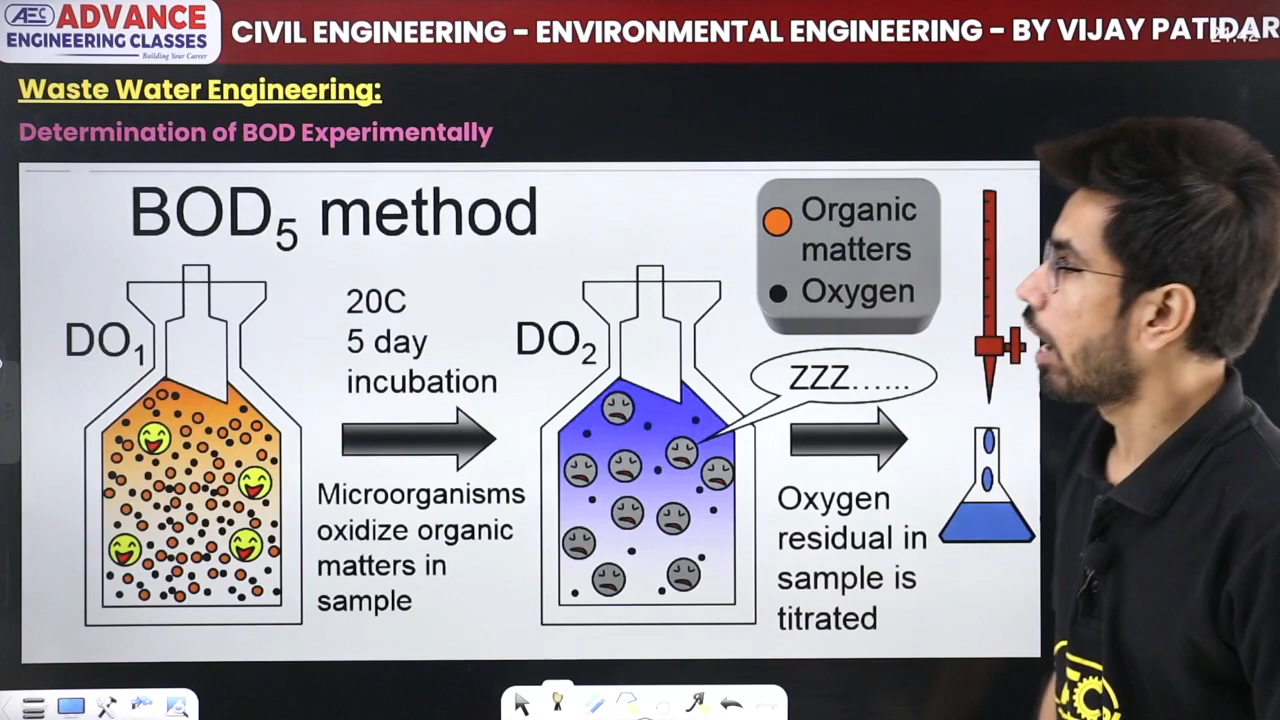 AEC ADVANCE
ENGINEERING CLASSES
Building Your Career
CIVIL ENGINEERING - ENVIRONMENTAL ENGINEERING - BY VIJAY PATIDAR
Waste Water Engineering:
Determination of BOD Experimentally
BOD5 method
Organic
matters
Oxygen
DO1
20C
5 day
incubation
DO2
ZZZ......
Microorganisms
oxidize organic
matters in
sample
Oxygen
residual in
sample is
titrated